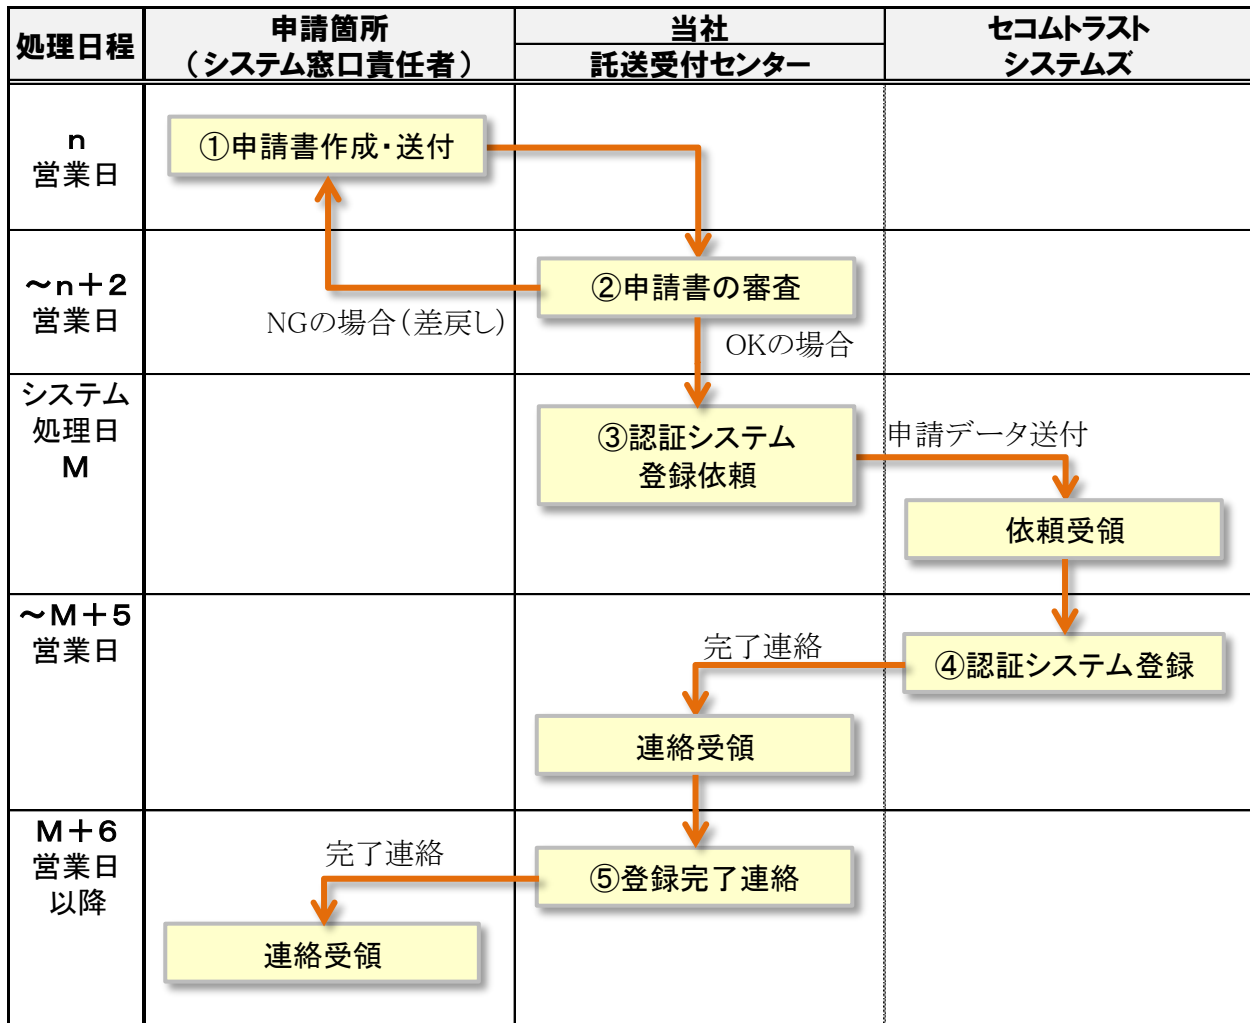 処理日程
申請箇所
(システム窓口責任者)
当社
託送受付センター
セコムトラスト
システムズ
n
営業日
①申請書作成・送付
~n+2
営業日
②申請書の審査
NGの場合(差戻し)
OKの場合
システム
処理日
M
③認証システム
登録依頼
申請データ送付
依頼受領
~M+5
営業日
完了連絡
④認証システム登録
連絡受領
M+6
営業日
以降
完了連絡
⑤登録完了連絡
連絡受領